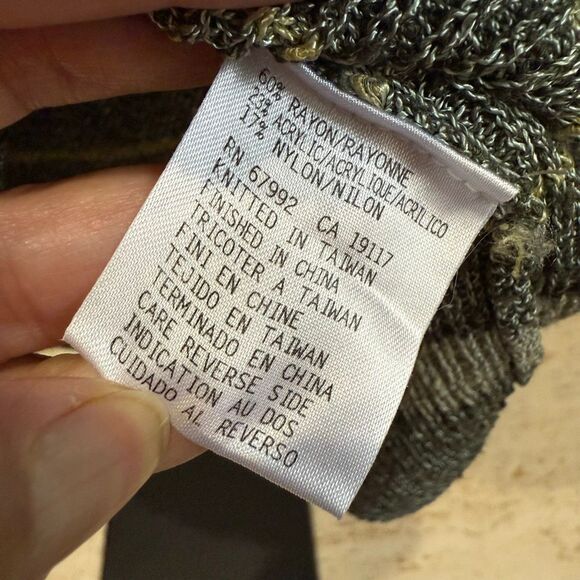 60% RAYON/RAYONNE
23% ACRYLIC/ACRYLIQUE/ACRILICO
17% NYLON/NILON
RN 67992 CA 19117
KNITTED IN TAIWAN
FINISHED IN CHINA
TRICOTER A TAIWAN
FINI EN CHINE
TEJIDO EN TAIWAN
TERMINADO EN CHINA
CARE REVERSE SIDE
INDICATION AU DOS
CUIDADO AL REVERSO